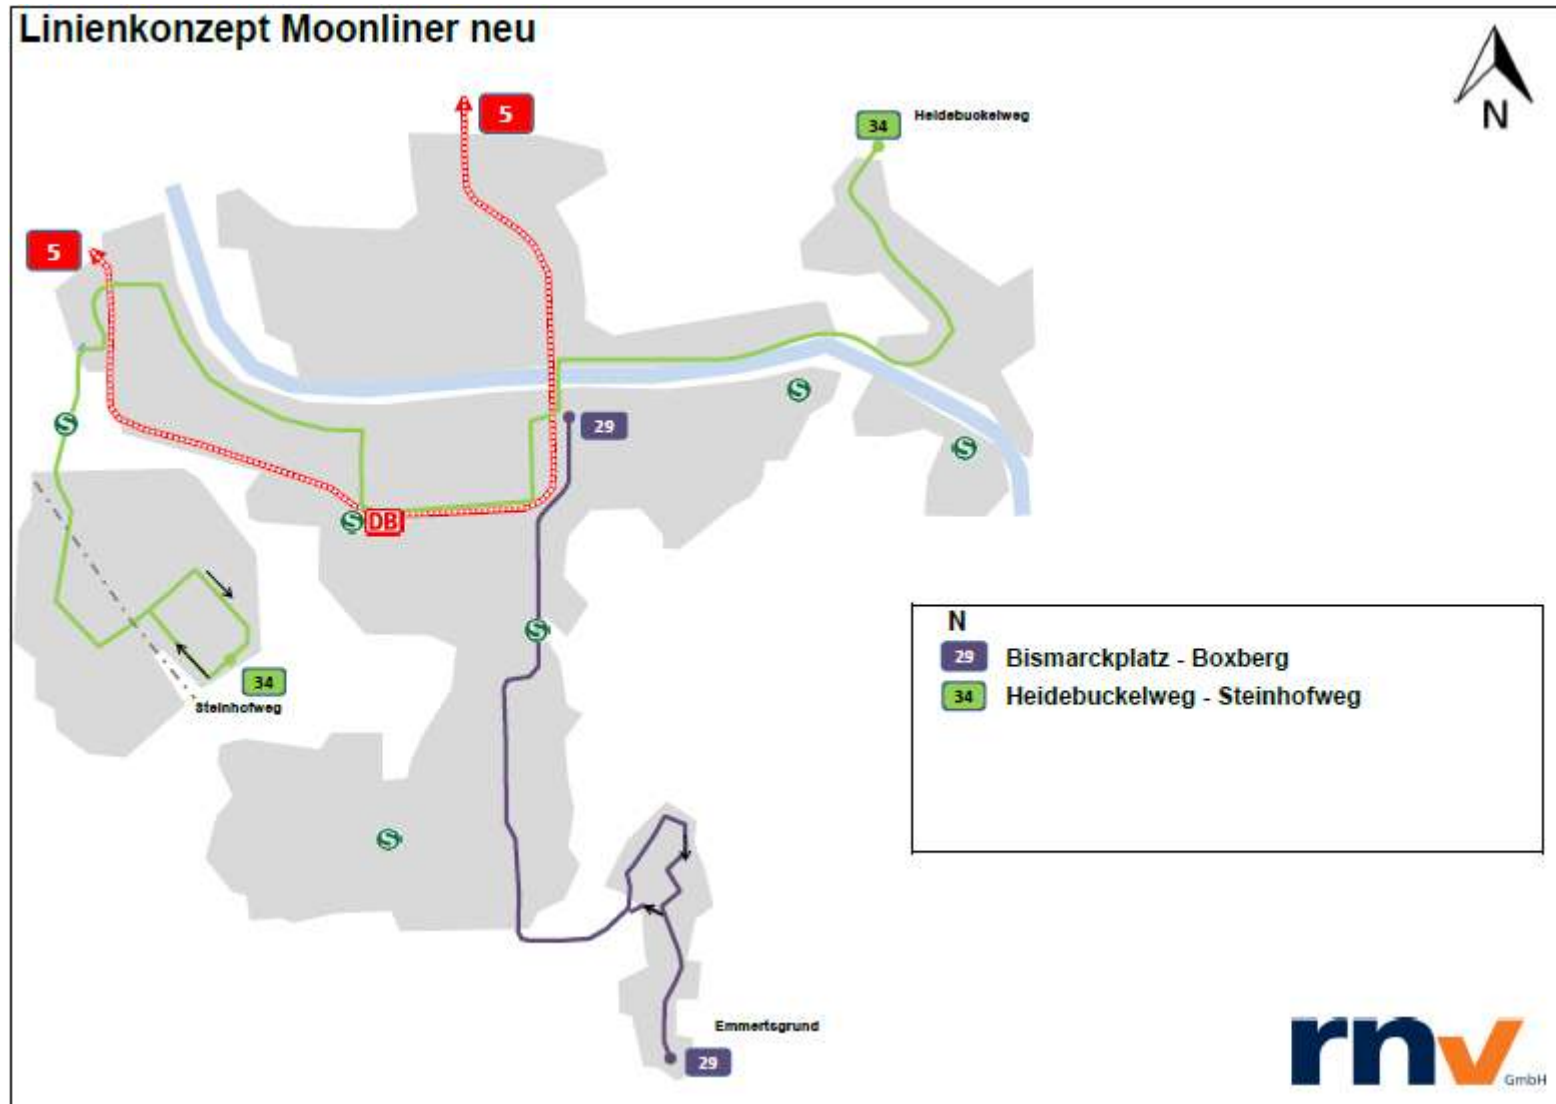 Linienkonzept Moonliner neu
N
5
34
Heidebuckelweg
5
29
S
S
S
S
S
DB
S
34
Steinhofweg
S
Emmertsgrund
29
N
29 Bismarckplatz - Boxberg
34 Heidebuckelweg - Steinhofweg
rnv
GmbH